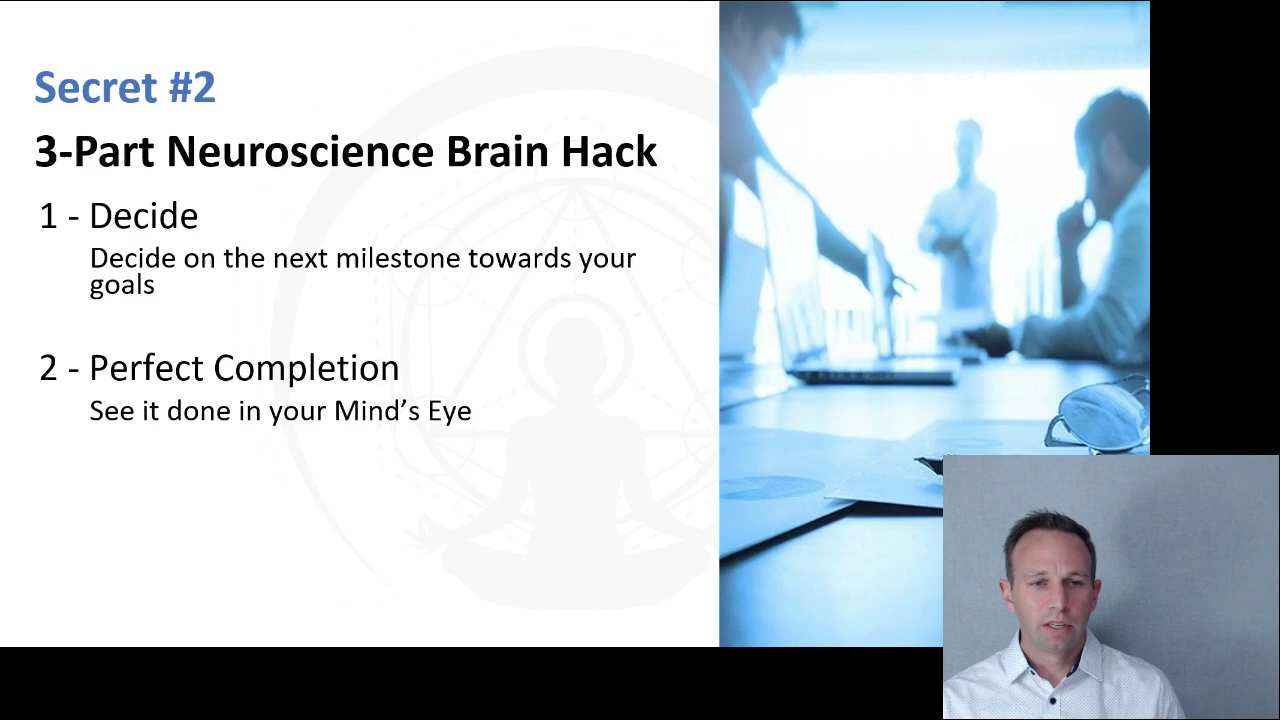 Secret #2
3-Part Neuroscience Brain Hack
1 - Decide
Decide on the next milestone towards your
goals
2 - Perfect Completion
See it done in your Mind’s Eye